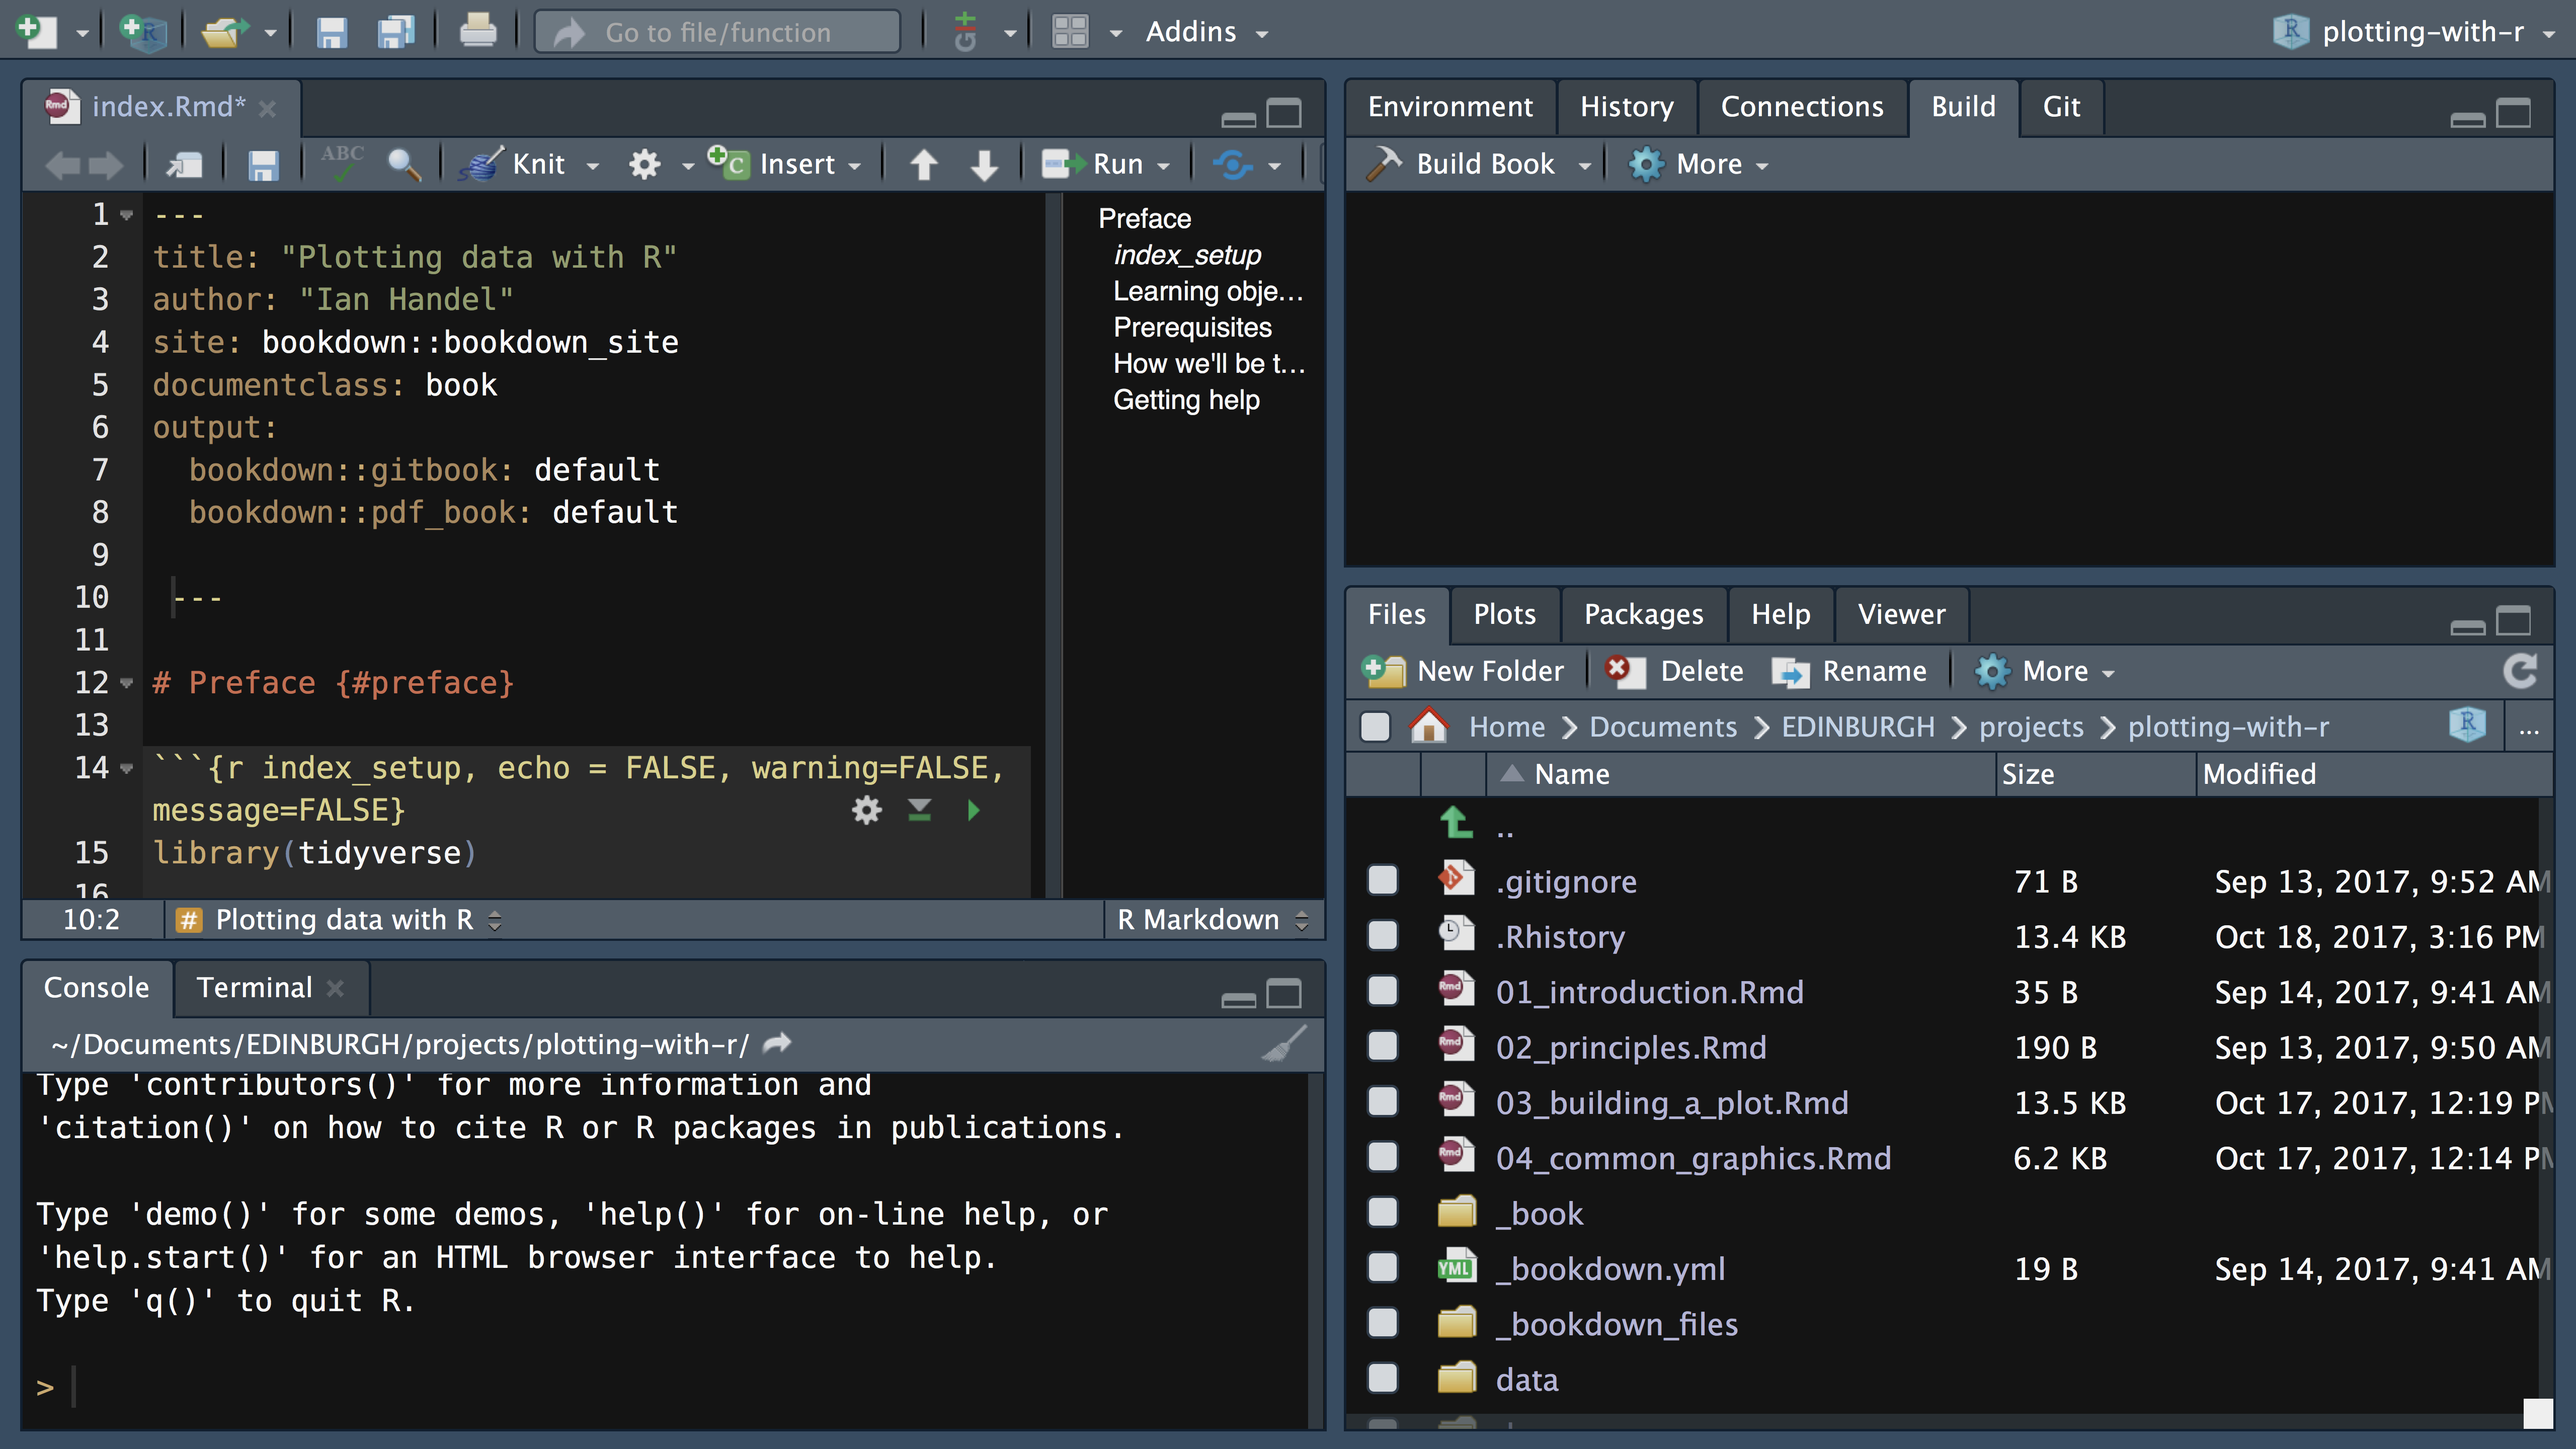 Go to file/function
Git
Addins
plotting-with-r
index.Rmd*
ABC
Knit
Insert
Run
1 ---
2 title: "Plotting data with R"
3 author: "Ian Handel"
4 site: bookdown::bookdown_site
5 documentclass: book
6 output:
7   bookdown::gitbook: default
8   bookdown::pdf_book: default
9
10  ---
11
12 # Preface {#preface}
13
14 ```{r index_setup, echo = FALSE, warning=FALSE,
message=FALSE}
15 library(tidyverse)
16
Preface
index_setup
Learning obje...
Prerequisites
How we'll be t...
Getting help
10:2 # Plotting data with R
R Markdown
Console Terminal
~/Documents/EDINBURGH/projects/plotting-with-r/
Type 'contributors()' for more information and
'citation()' on how to cite R or R packages in publications.
Type 'demo()' for some demos, 'help()' for on-line help, or
'help.start()' for an HTML browser interface to help.
Type 'q()' to quit R.
>
Environment History Connections Build Git
Build Book More
Files Plots Packages Help Viewer
New Folder Delete Rename More
Home Documents EDINBURGH projects plotting-with-r ...
Name Size Modified
..
.gitignore 71 B Sep 13, 2017, 9:52 AM
.Rhistory 13.4 KB Oct 18, 2017, 3:16 PM
Rmd 01_introduction.Rmd 35 B Sep 14, 2017, 9:41 AM
Rmd 02_principles.Rmd 190 B Sep 13, 2017, 9:50 AM
Rmd 03_building_a_plot.Rmd 13.5 KB Oct 17, 2017, 12:19 PM
Rmd 04_common_graphics.Rmd 6.2 KB Oct 17, 2017, 12:14 PM
_book
YML _bookdown.yml 19 B Sep 14, 2017, 9:41 AM
_bookdown_files
data